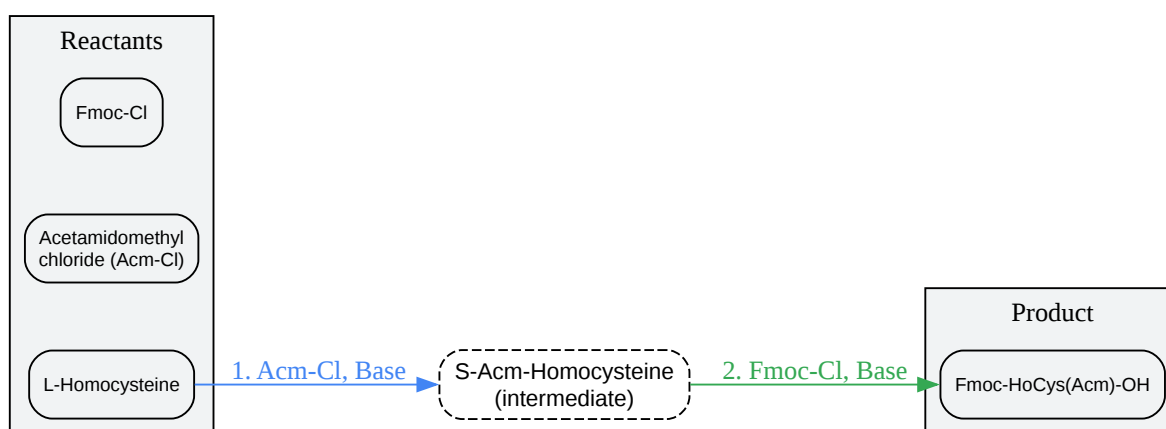 Reactants
Fmoc-Cl
Acetamidomethyl
chloride (Acm-Cl)
L-Homocysteine
1. Acm-Cl, Base
S-Acm-Homocysteine
(intermediate)
2. Fmoc-Cl, Base
Product
Fmoc-HoCys(Acm)-OH